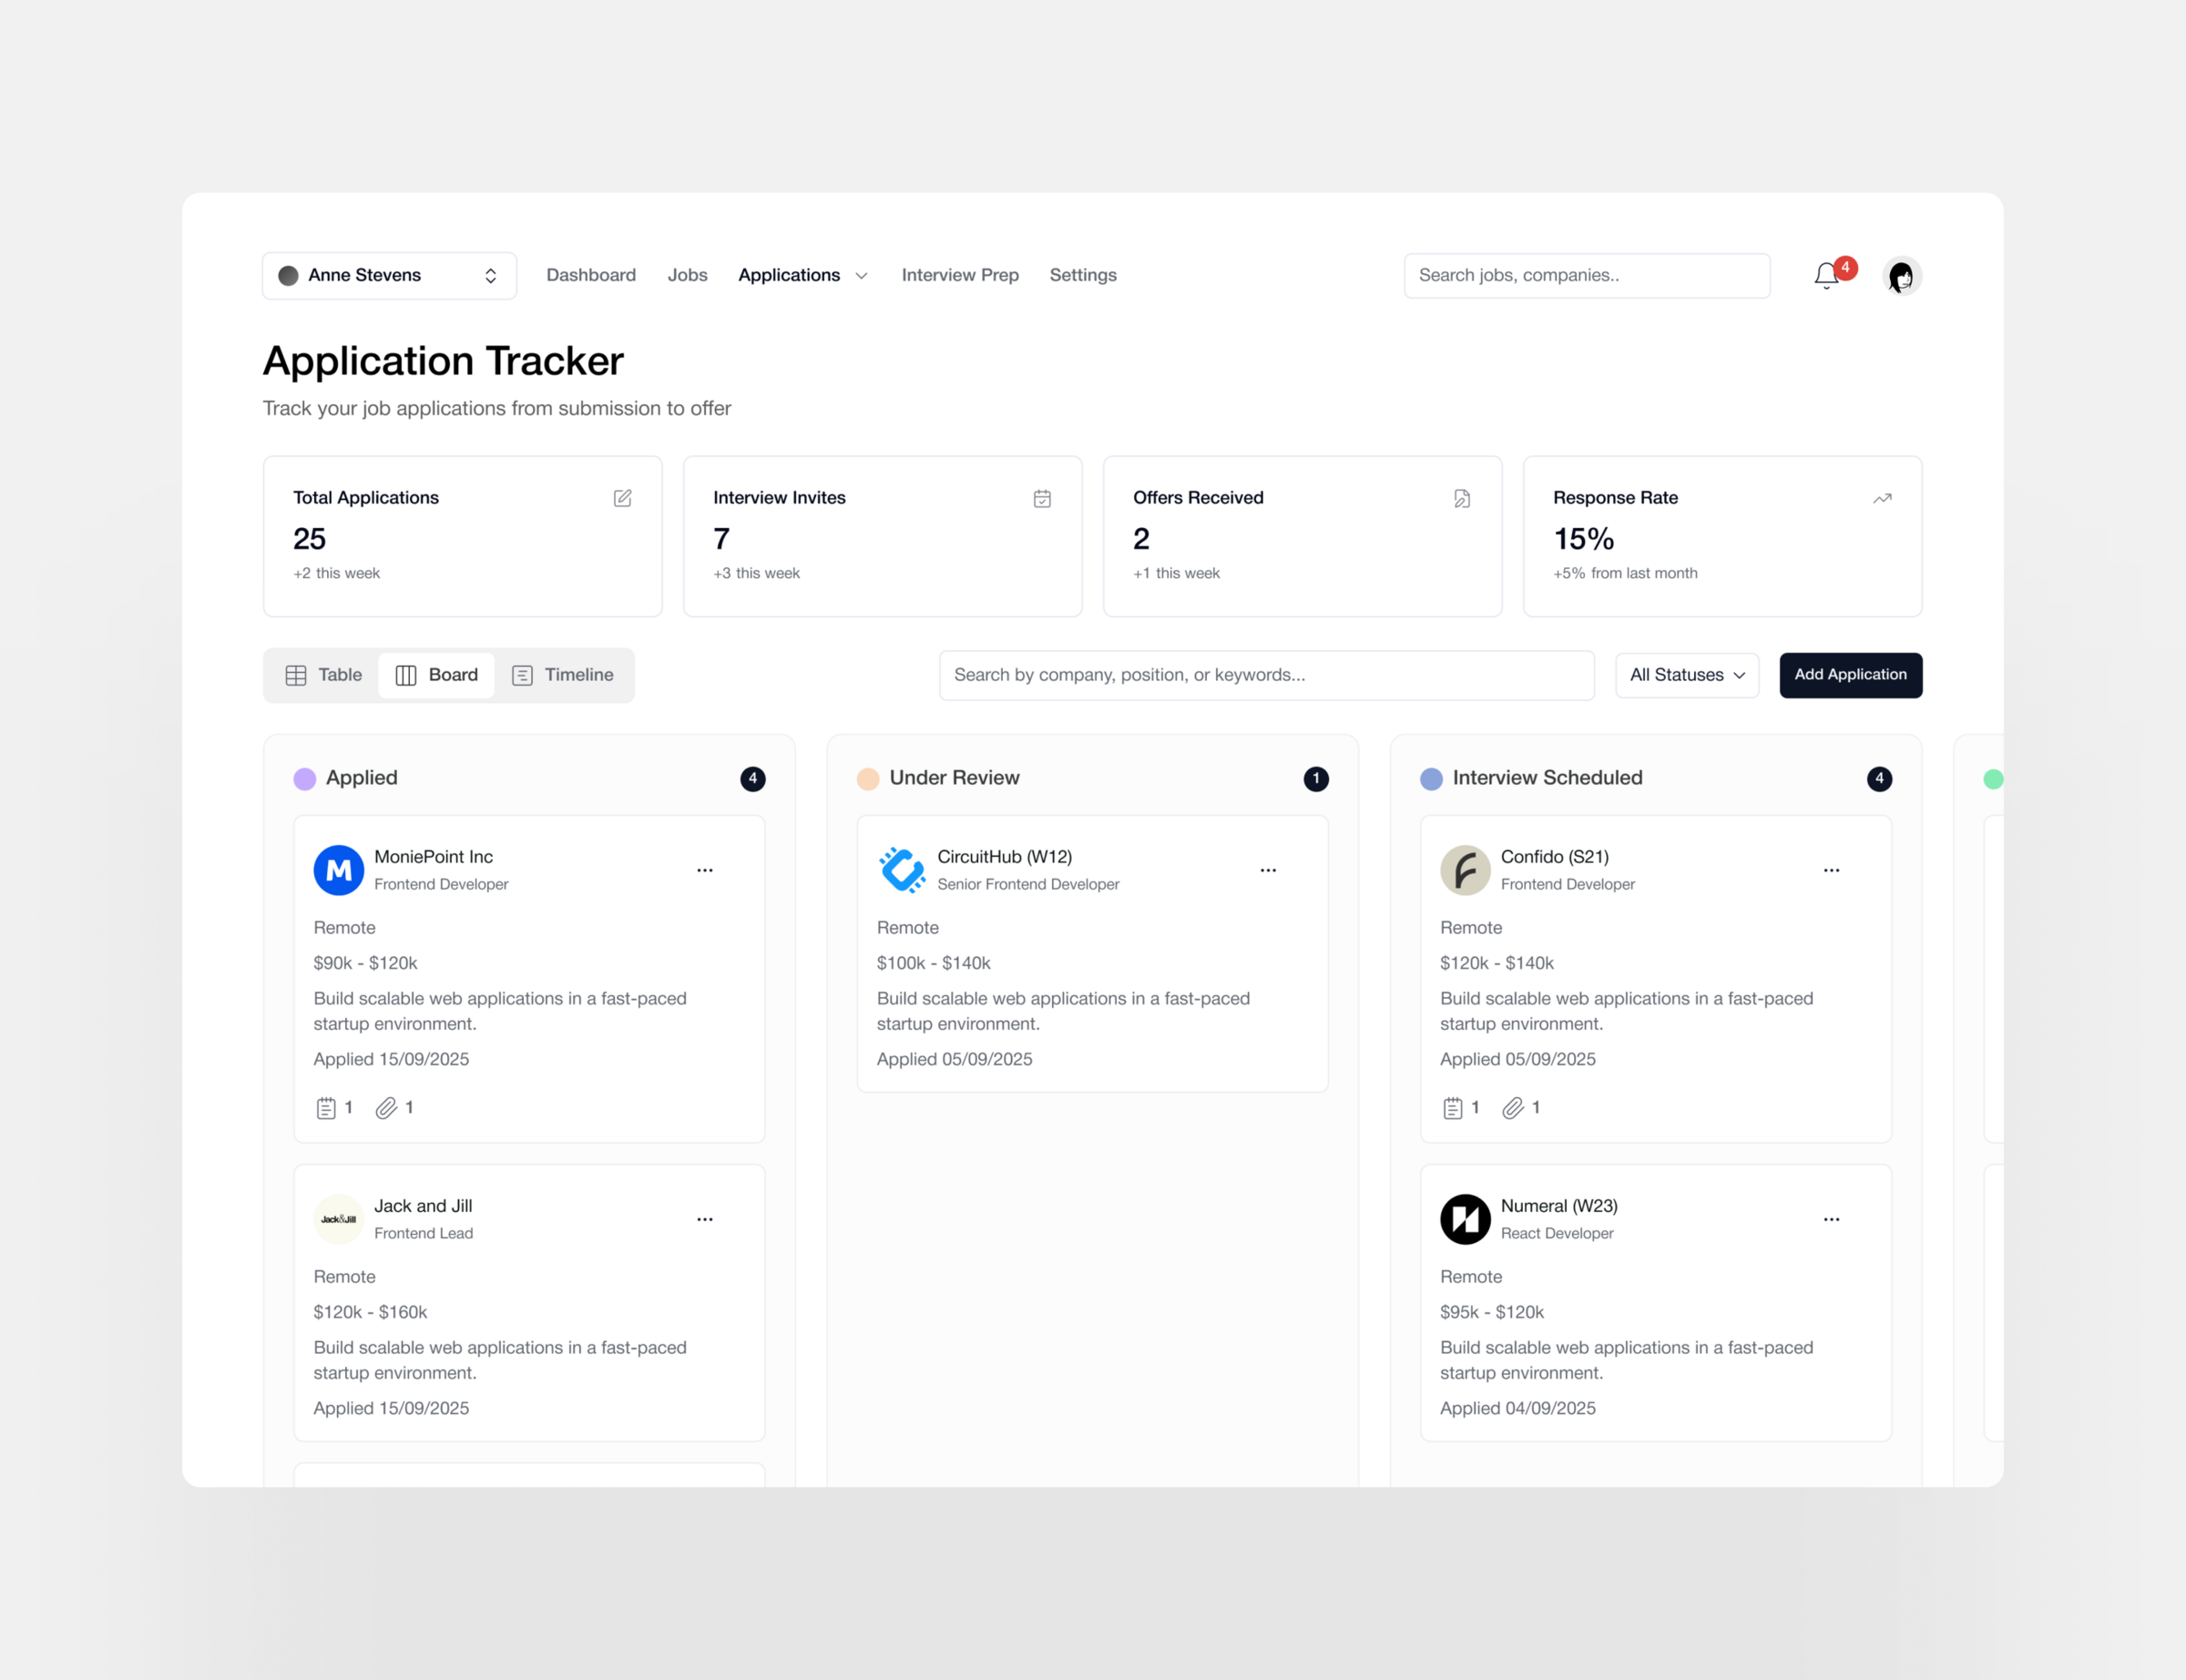 Anne Stevens
Dashboard
Jobs
Applications
Interview Prep
Settings
Search jobs, companies..
4
Application Tracker
Track your job applications from submission to offer
Total Applications
25
+2 this week
Interview Invites
7
+3 this week
Offers Received
2
+1 this week
Response Rate
15%
+5% from last month
Table
Board
Timeline
Search by company, position, or keywords...
All Statuses
Add Application
Applied
4
M
MoniePoint Inc
Frontend Developer
Remote
$90k - $120k
Build scalable web applications in a fast-paced
startup environment.
Applied 15/09/2025
1
1
Jack&Jill
Jack and Jill
Frontend Lead
Remote
$120k - $160k
Build scalable web applications in a fast-paced
startup environment.
Applied 15/09/2025
Under Review
1
CircuitHub (W12)
Senior Frontend Developer
Remote
$100k - $140k
Build scalable web applications in a fast-paced
startup environment.
Applied 05/09/2025
Interview Scheduled
4
Confido (S21)
Frontend Developer
Remote
$120k - $140k
Build scalable web applications in a fast-paced
startup environment.
Applied 05/09/2025
1
1
Numeral (W23)
React Developer
Remote
$95k - $120k
Build scalable web applications in a fast-paced
startup environment.
Applied 04/09/2025